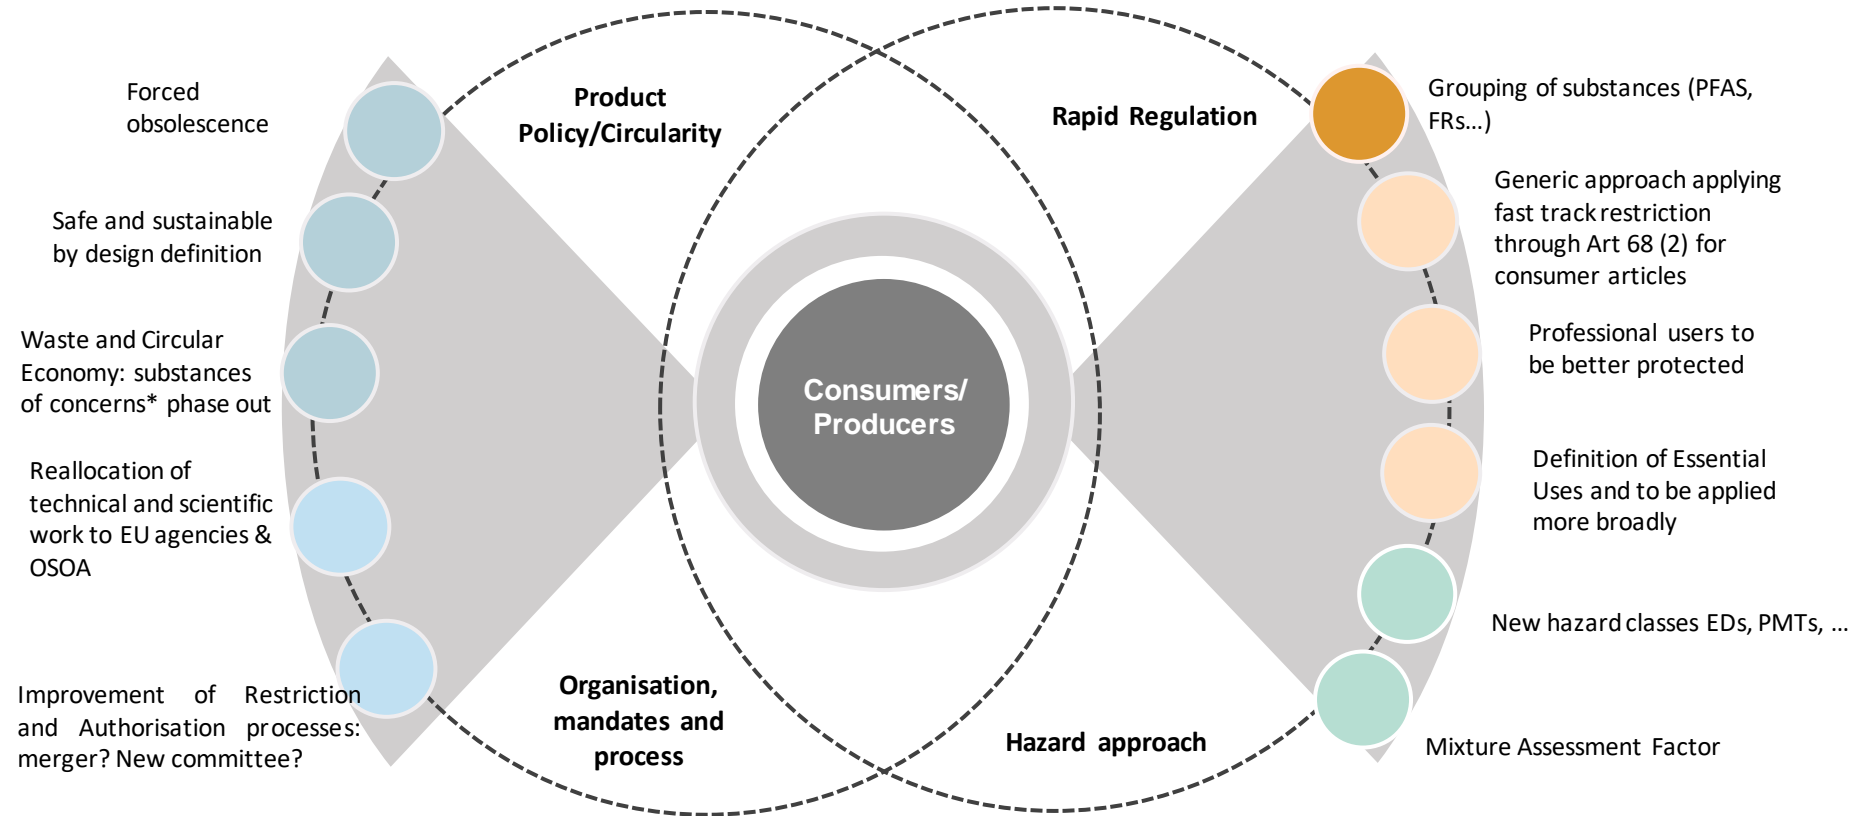 Forced
obsolescence
Safe and sustainable
by design definition
Waste and Circular
Economy: substances
of concerns* phase out
Reallocation of
technical and scientific
work to EU agencies &
OSOA
Improvement of Restriction
and Authorisation processes:
merger? New committee?
Product
Policy/Circularity
Organisation,
mandates and
process
Consumers/
Producers
Rapid Regulation
Hazard approach
Grouping of substances (PFAS,
FRs...)
Generic approach applying
fast track restriction
through Art 68 (2) for
consumer articles
Professional users to
be better protected
Definition of Essential
Uses and to be applied
more broadly
New hazard classes EDs, PMTs, ...
Mixture Assessment Factor